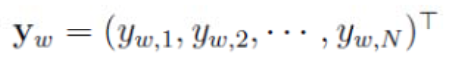 y_w = (y_{w,1}, y_{w,2}, ⋯ , y_{w,N})^⊤